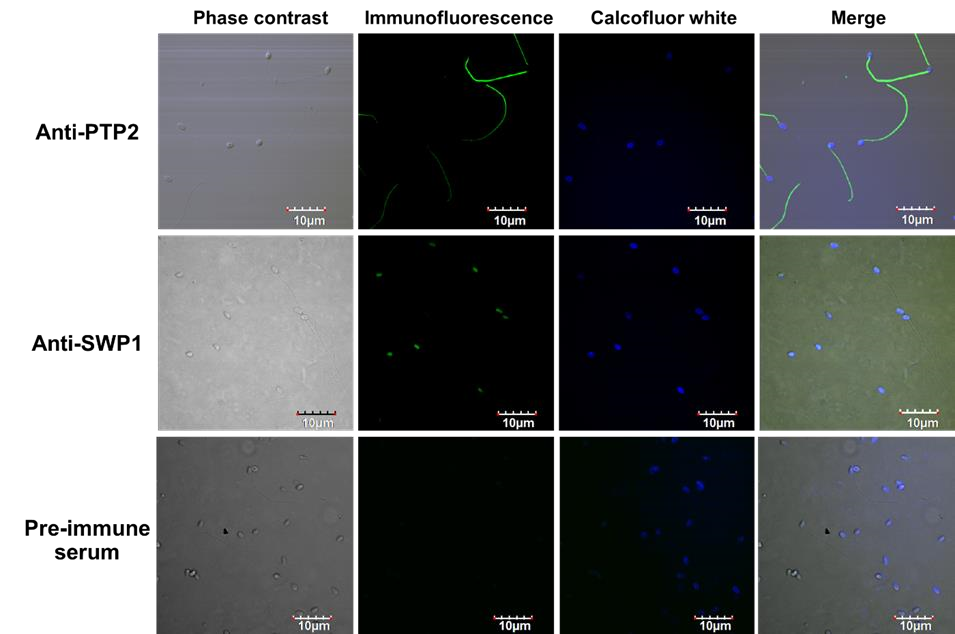 Phase contrast Immunofluorescence Calcofluor white Merge
Anti-PTP2
10µm 10µm 10µm 10µm
Anti-SWP1
10µm 10µm 10µm 10µm
Pre-immune
serum
10µm 10µm 10µm 10µm